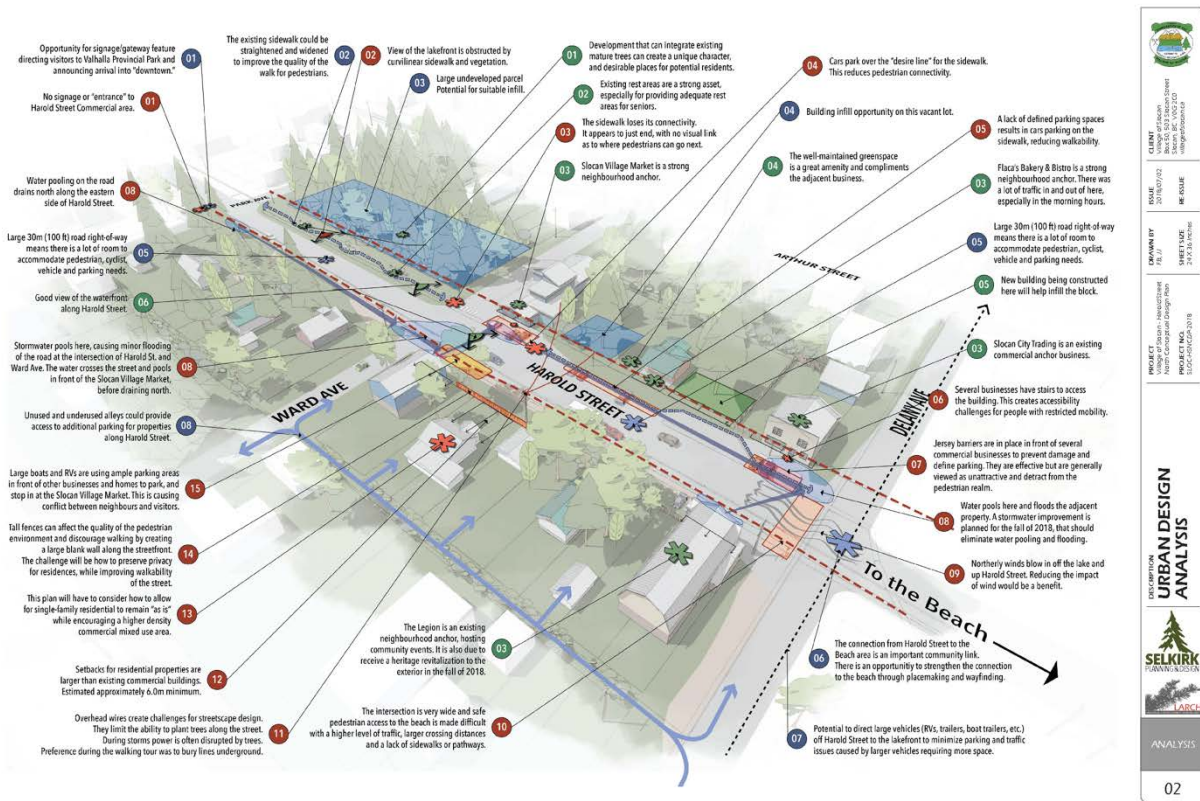 01
Opportunity for signage/gateway feature
directing visitors to Valhalla Provincial Park and
announcing arrival into "downtown."
01
No signage or "entrance" to
Harold Street Commercial area.
08
Water pooling on the road
drains north along the eastern
side of Harold Street.
05
Large 30m (100 ft) road right-of-way
means there is a lot of room to
accommodate pedestrian, cyclist,
vehicle and parking needs.
06
Good view of the waterfront
along Harold Street.
08
Stormwater pools here, causing minor flooding
of the road at the intersection of Harold St. and
Ward Ave. The water crosses the street and pools
in front of the Slocan Village Market,
before draining north.
08
Unused and underused alleys could provide
access to additional parking for properties
along Harold Street.
15
Large boats and RVs are using ample parking areas
in front of other businesses and homes to park, and
stop in at the Slocan Village Market. This is causing
conflict between neighbours and visitors.
14
Tall fences can affect the quality of the pedestrian
environment and discourage walking by creating
a large blank wall along the streetfront.
The challenge will be how to preserve privacy
for residences, while improving walkability
of the street.
13
This plan will have to consider how to allow
for single-family residential to remain "as is"
while encouraging a higher density
commercial mixed use area.
12
Setbacks for residential properties are
larger than existing commercial buildings.
Estimated approximately 6.0m minimum.
11
Overhead wires create challenges for streetscape design.
They limit the ability to plant trees along the street.
During storms power is often disrupted by trees.
Preference during the walking tour was to bury lines underground.
The existing sidewalk could be
straightened and widened
to improve the quality of the
walk for pedestrians.
02
02
View of the lakefront is obstructed by
curvilinear sidewalk and vegetation.
03
Large undeveloped parcel
Potential for suitable infill.
01
Development that can integrate existing
mature trees can create a unique character,
and desirable places for potential residents.
02
Existing rest areas are a strong asset,
especially for providing adequate rest
areas for seniors.
03
The sidewalk loses its connectivity.
It appears to just end, with no visual link
as to where pedestrians can go next.
03
Slocan Village Market is a strong
neighbourhood anchor.
04
Cars park over the "desire line" for the sidewalk.
This reduces pedestrian connectivity.
04
Building infill opportunity on this vacant lot.
04
The well-maintained greenspace
is a great amenity and compliments
the adjacent business.
05
A lack of defined parking spaces
results in cars parking on the
sidewalk, reducing walkability.
03
Flaca's Bakery & Bistro is a strong
neighbourhood anchor. There was
a lot of traffic in and out of here,
especially in the morning hours.
05
Large 30m (100 ft) road right-of-way
means there is a lot of room to
accommodate pedestrian, cyclist,
vehicle and parking needs.
05
New building being constructed
here will help infill the block.
03
Slocan City Trading is an existing
commercial anchor business.
06
Several businesses have stairs to access
the building. This creates accessibility
challenges for people with restricted mobility.
07
Jersey barriers are in place in front of several
commercial businesses to prevent damage and
define parking. They are effective but are generally
viewed as unattractive and detract from the
pedestrian realm.
08
Water pools here and floods the adjacent
property. A stormwater improvement is
planned for the fall of 2018, that should
eliminate water pooling and flooding.
09
Northerly winds blow in off the lake and
up Harold Street. Reducing the impact
of wind would be a benefit.
06
The connection from Harold Street to the
Beach area is an important community link.
There is an opportunitiy to strengthen the connection
to the beach through placemaking and wayfinding.
07
Potential to direct large vehicles (RVs, trailers, boat trailers, etc.)
off Harold Street to the lakefront to minimize parking and traffic
issues caused by larger vehicles requiring more space.
03
The Legion is an existing
neighbourhood anchor, hosting
community events. It is also due to
receive a heritage revitalization to the
exterior in the fall of 2018.
10
The intersection is very wide and safe
pedestrian access to the beach is made difficult
with a higher level of traffic, larger crossing distances
and a lack of sidewalks or pathways.
PARK AVE
ARTHUR STREET
WARD AVE
HAROLD STREET
DELANY AVE
To the Beach
CLIENT
Village of Slocan
Box 50, 503 Slocan Street
Slocan, BC, V0G 2C0
ISSUE
2018/07/02
RE-ISSUE
DRAWN BY
SHEET SIZE
24 X 36 Inches
PROJECT
Village of Slocan - Harold Street
North Conceptual Design Plan
PROJECT NO.
DESCRIPTION
URBAN DESIGN
ANALYSIS
SELKIRK
PLANNING & DESIGN
LARCH
ANALYSIS
02